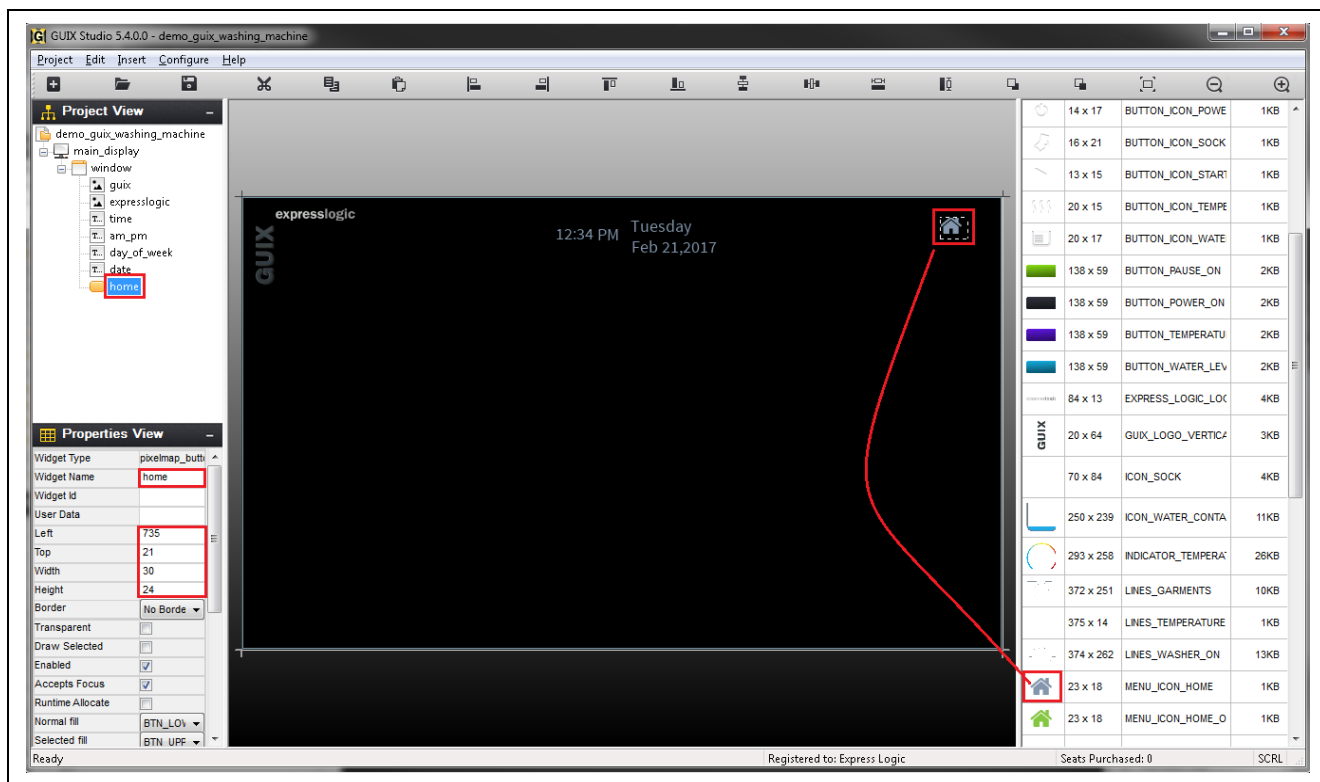 GUIX Studio 5.4.0.0 - demo_guix_washing_machine
Project Edit Insert Configure Help
Project View
demo_guix_washing_machine
main_display
window
guix
expresslogic
time
am_pm
day_of_week
date
home
Properties View
Widget Type pixelmap_butt
Widget Name home
Widget Id
User Data
Left 735
Top 21
Width 30
Height 24
Border No Borde
Transparent
Draw Selected
Enabled
Accepts Focus
Runtime Allocate
Normal fill BTN_LOW
Selected fill BTN_UPP
expresslogic
GUIX
12:34 PM
Tuesday
Feb 21,2017
14 x 17 BUTTON_ICON_POWE 1KB
16 x 21 BUTTON_ICON_SOCK 1KB
13 x 15 BUTTON_ICON_START 1KB
20 x 15 BUTTON_ICON_TEMPE 1KB
20 x 17 BUTTON_ICON_WATE 1KB
138 x 59 BUTTON_PAUSE_ON 2KB
138 x 59 BUTTON_POWER_ON 2KB
138 x 59 BUTTON_TEMPERATU 2KB
138 x 59 BUTTON_WATER_LEV 2KB
84 x 13 EXPRESS_LOGIC_LOG 4KB
GUIX 20 x 64 GUIX_LOGO_VERTICA 3KB
70 x 84 ICON_SOCK 4KB
250 x 239 ICON_WATER_CONTA 11KB
293 x 258 INDICATOR_TEMPERA 26KB
372 x 251 LINES_GARMENTS 10KB
375 x 14 LINES_TEMPERATURE 1KB
374 x 262 LINES_WASHER_ON 13KB
23 x 18 MENU_ICON_HOME 1KB
23 x 18 MENU_ICON_HOME_O 1KB
Ready
Registered to: Express Logic
Seats Purchased: 0
SCRL